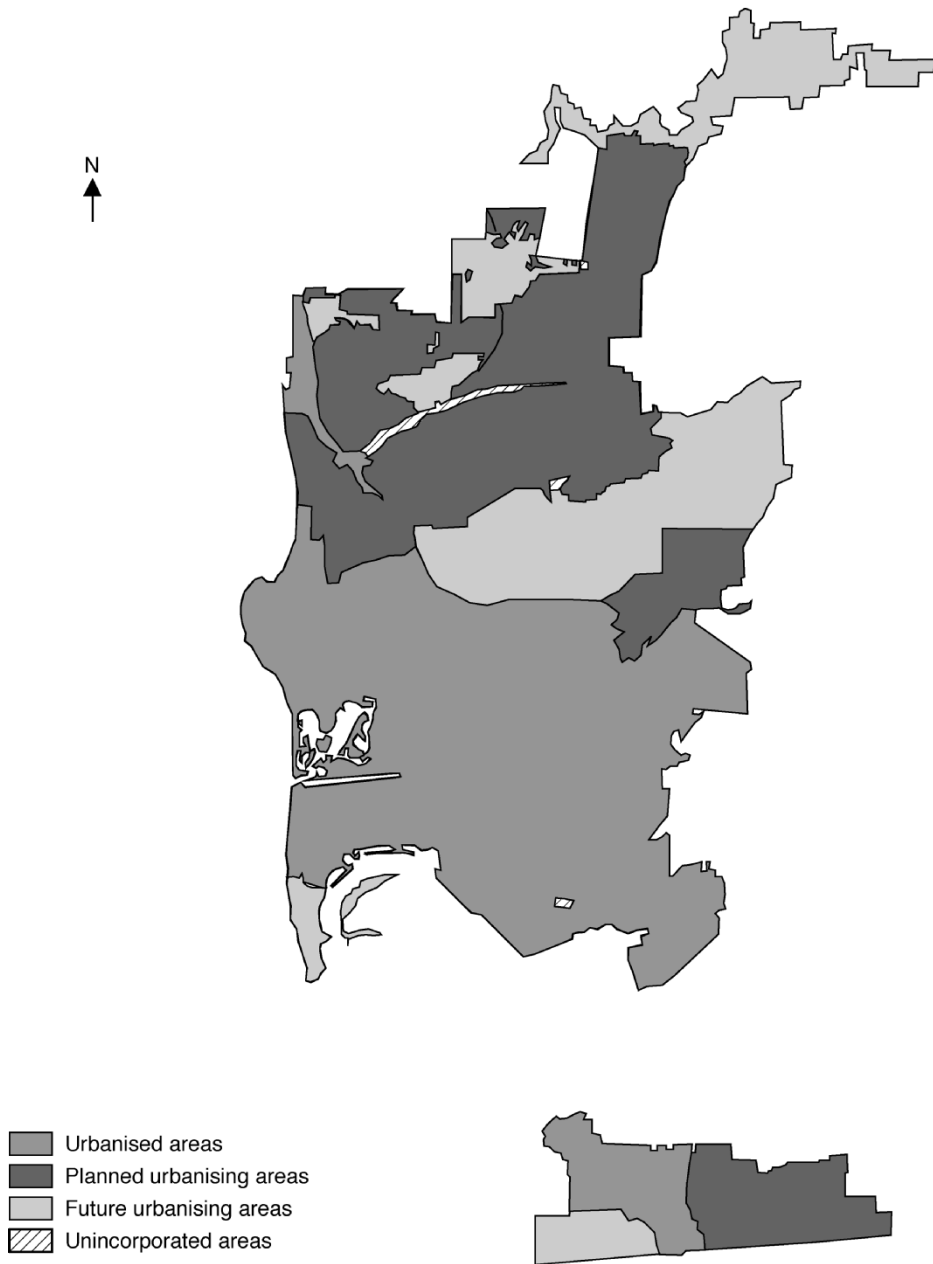 N
Urbanised areas
Planned urbanising areas
Future urbanising areas
Unincorporated areas